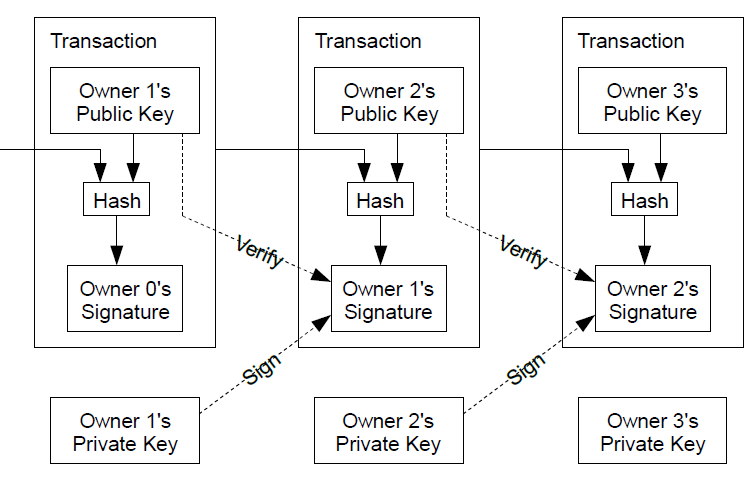 Transaction
Owner 1's
Public Key
Hash
Verify
Owner 0's
Signature
Sign
Owner 1's
Private Key
Transaction
Owner 2's
Public Key
Hash
Verify
Owner 1's
Signature
Sign
Owner 2's
Private Key
Transaction
Owner 3's
Public Key
Hash
Owner 2's
Signature
Owner 3's
Private Key